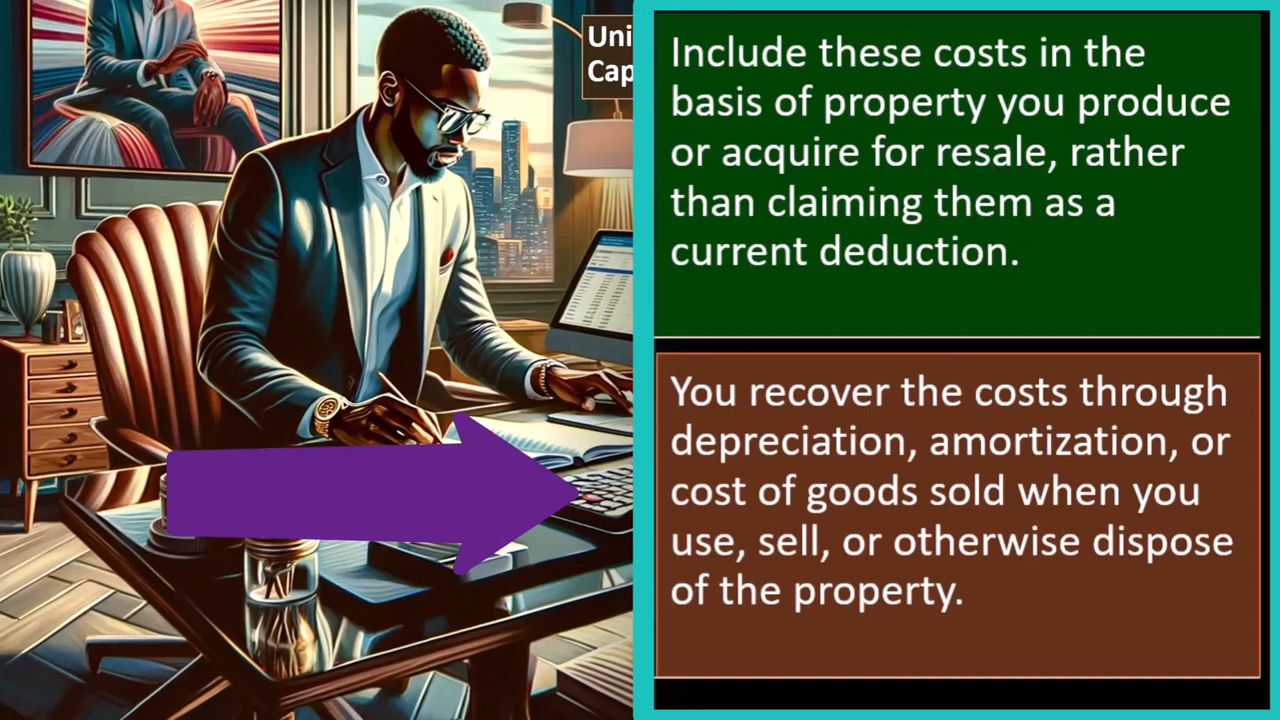 Include these costs in the
basis of property you produce
or acquire for resale, rather
than claiming them as a
current deduction.
You recover the costs through
depreciation, amortization, or
cost of goods sold when you
use, sell, or otherwise dispose
of the property.
Uni
Cap